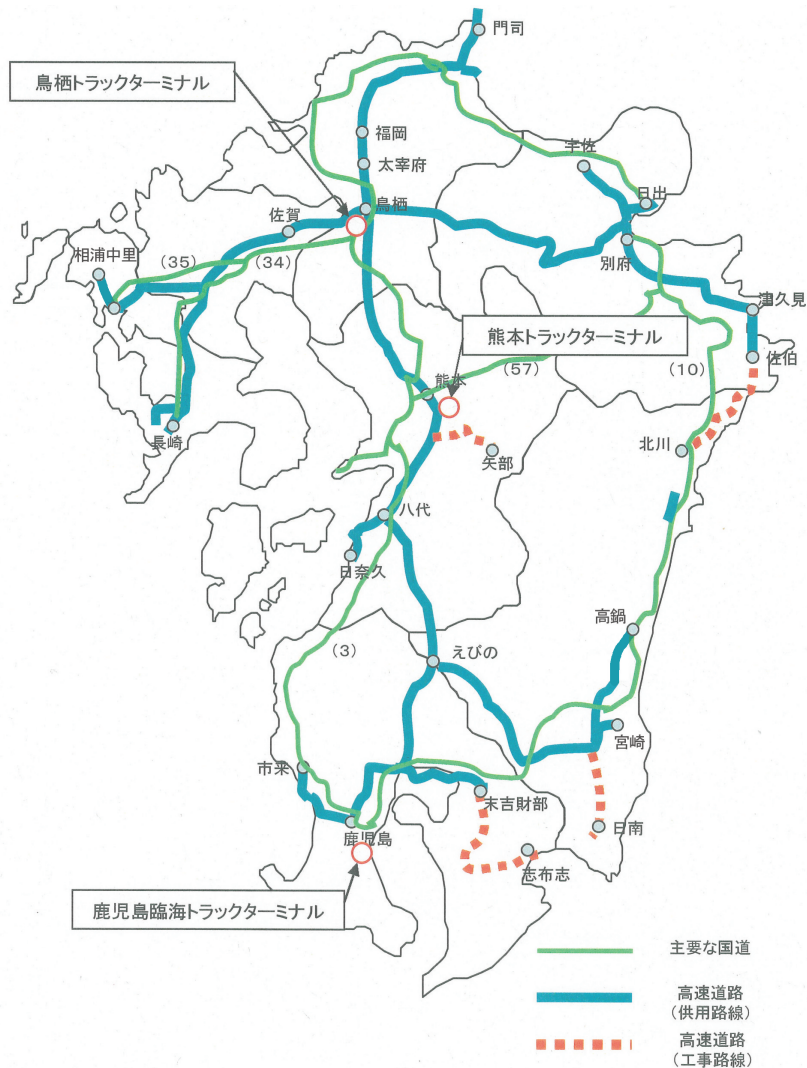 門司
鳥栖トラックターミナル
福岡
太宰府
宇佐
日出
鳥栖
佐賀
相浦中里
(35)
(34)
別府
津久見
熊本トラックターミナル
佐伯
(57)
(10)
熊本
北川
長崎
矢部
八代
日奈久
高鍋
(3)
えびの
宮崎
市来
末吉財部
日南
鹿児島
志布志
鹿児島臨海トラックターミナル
主要な国道
高速道路
(供用路線)
高速道路
(工事路線)